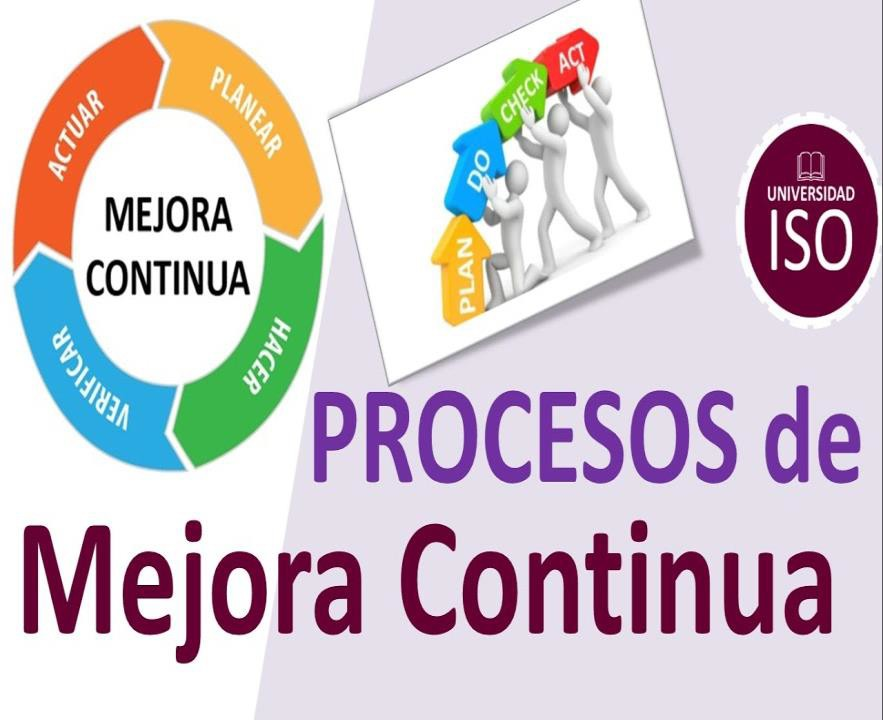 ACTUAR
PLANEAR
MEJORA
CONTINUA
VERIFICAR
HACER
PLAN
DO
CHECK
ACT
UNIVERSIDAD
ISO
PROCESOS de
Mejora Continua